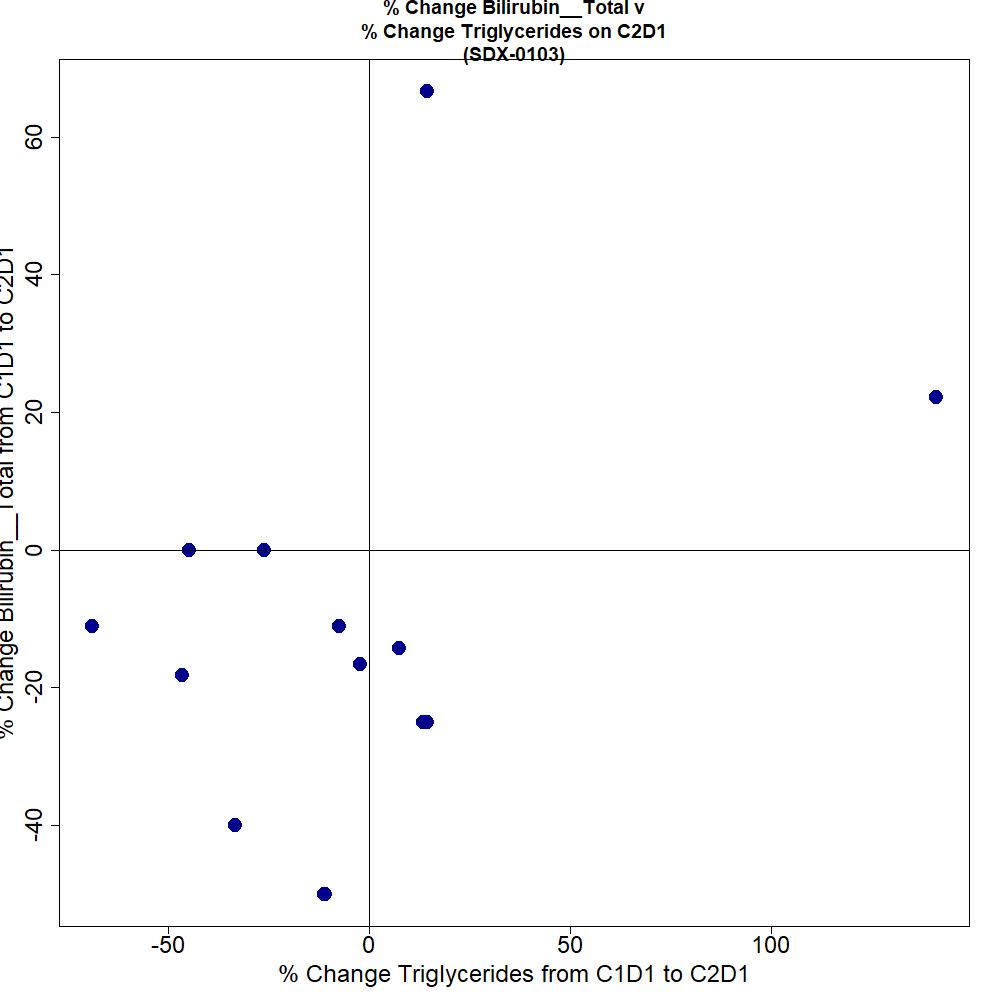 % Change Bilirubin__Total v
% Change Triglycerides on C2D1
(SDX-0103)
% Change Bilirubin__Total from C1D1 to C2D1
60
40
20
0
-20
-40
-50
0
50
100
% Change Triglycerides from C1D1 to C2D1